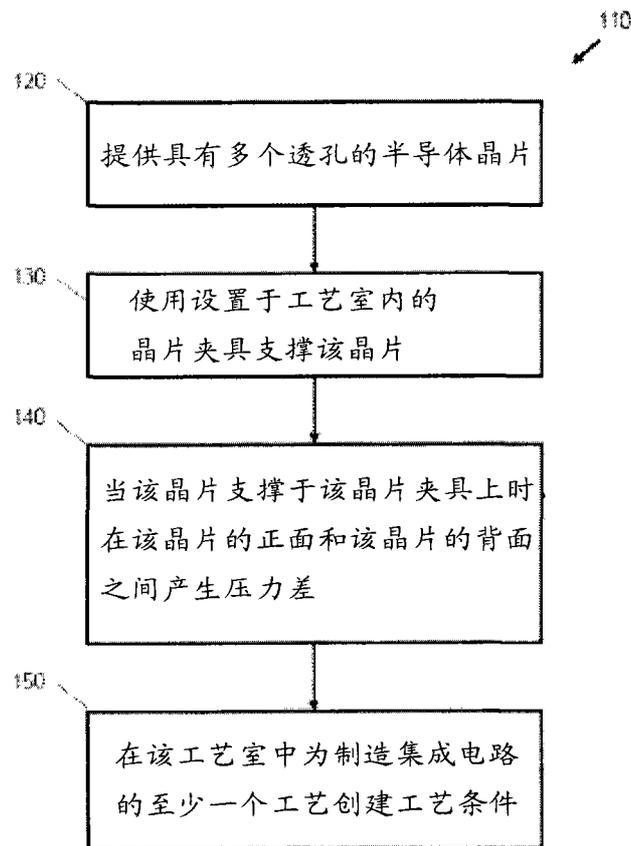 110
120
提供具有多个透孔的半导体晶片
130
使用设置于工艺室内的
晶片夹具支撑该晶片
140
当该晶片支撑于该晶片夹具上时
在该晶片的正面和该晶片的背面
之间产生压力差
150
在该工艺室中为制造集成电路
的至少一个工艺创建工艺条件